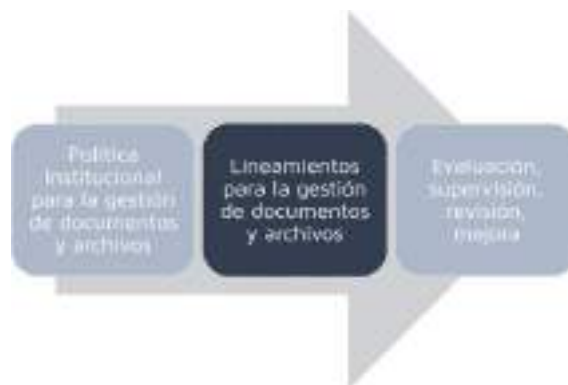 Política
institucional
para la gestión
de documentos
y archivos
Lineamientos
para la gestión
de documentos
y archivos
Evaluación,
supervisión,
revisión,
mejora